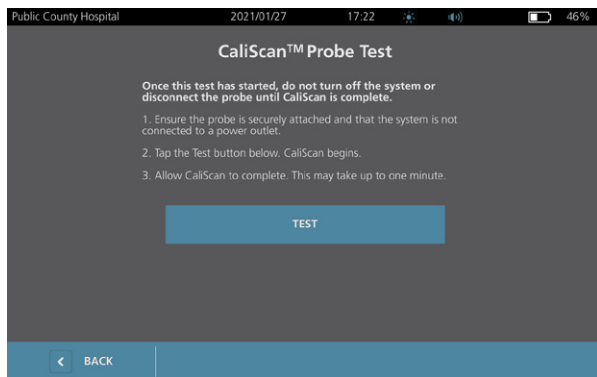 Public County Hospital 2021/01/27 17:22 46%
CaliScan™ Probe Test
Once this test has started, do not turn off the system or
disconnect the probe until CaliScan is complete.
1. Ensure the probe is securely attached and that the system is not
connected to a power outlet.
2. Tap the Test button below. CaliScan begins.
3. Allow CaliScan to complete. This may take up to one minute.
TEST
BACK